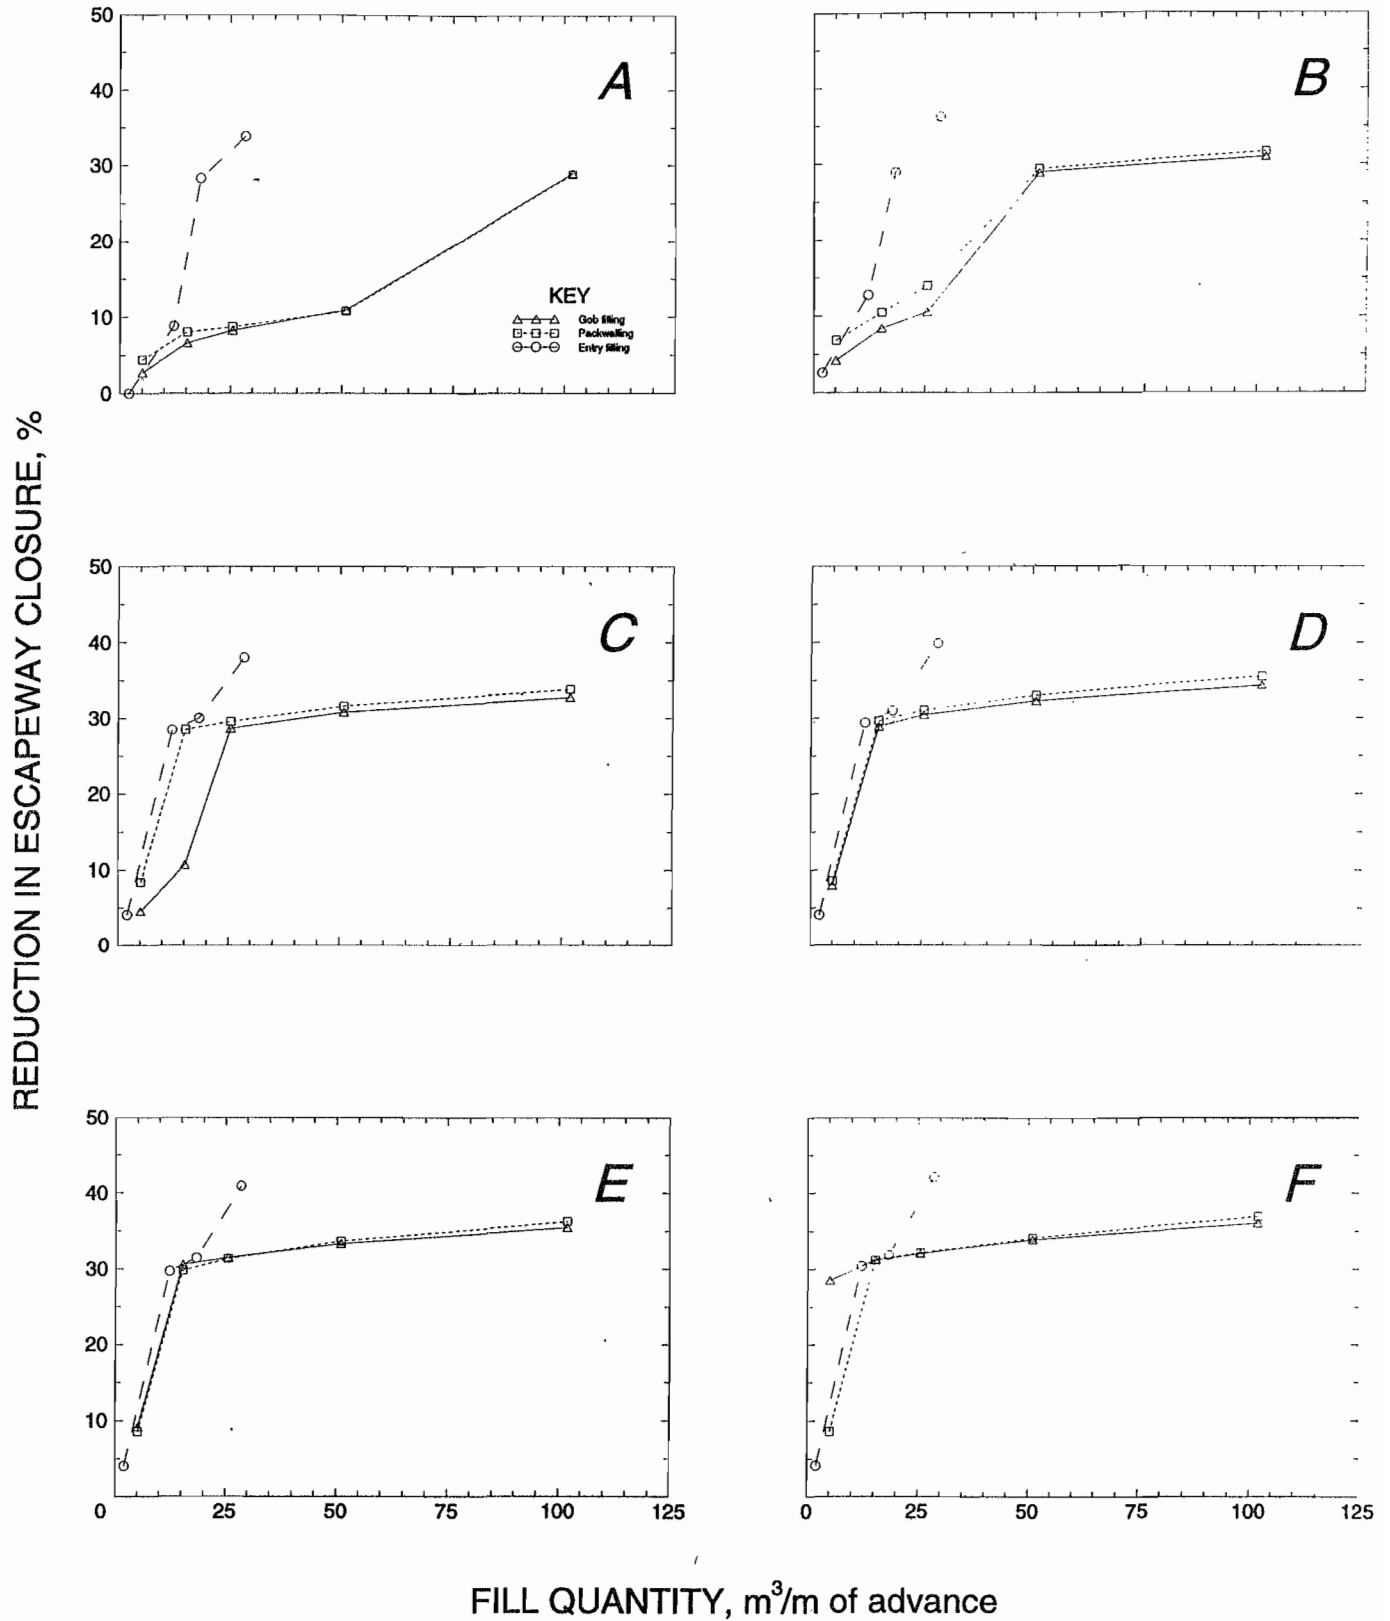 50
40
30
20
10
0
A
KEY
Gob filling
Packwalling
Entry filling
B
REDUCTION IN ESCAPEWAY CLOSURE, %
50
40
30
20
10
0
C
D
50
40
30
20
10
E
F
0 25 50 75 100 125
0 25 50 75 100 125
FILL QUANTITY, m³/m of advance